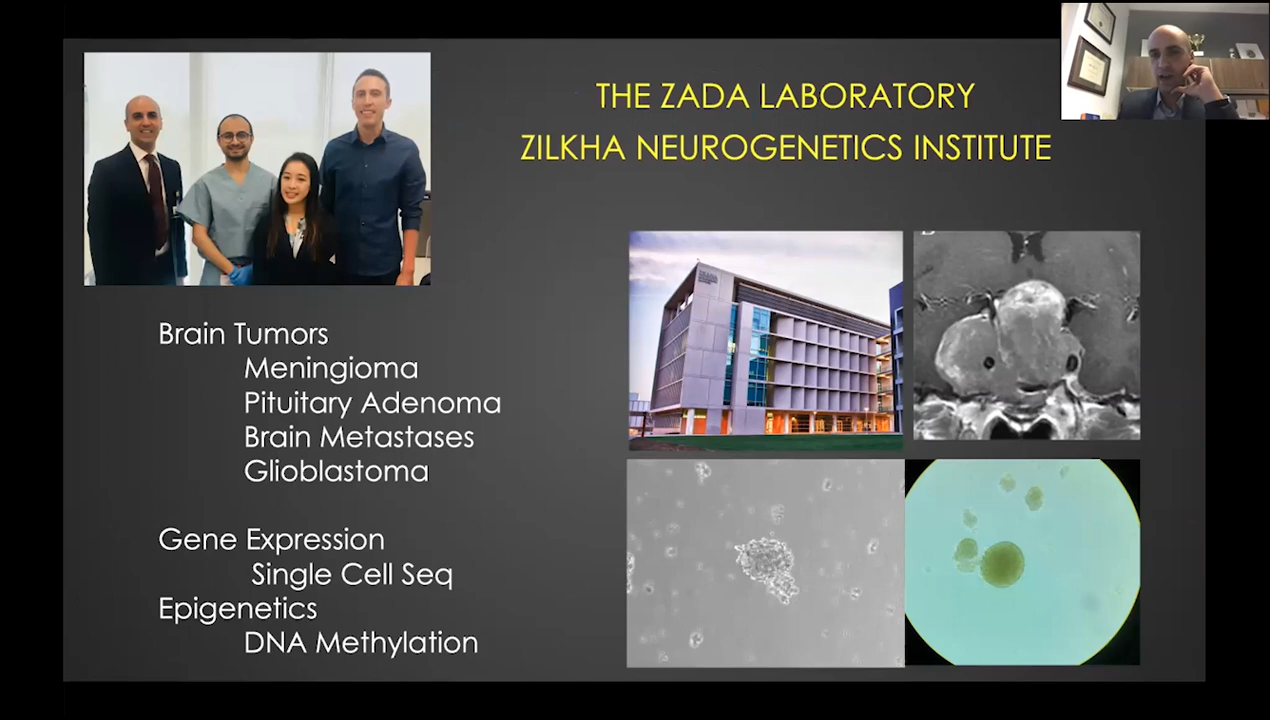 THE ZADA LABORATORY
ZILKHA NEUROGENETICS INSTITUTE
Brain Tumors
Meningioma
Pituitary Adenoma
Brain Metastases
Glioblastoma
Gene Expression
Single Cell Seq
Epigenetics
DNA Methylation